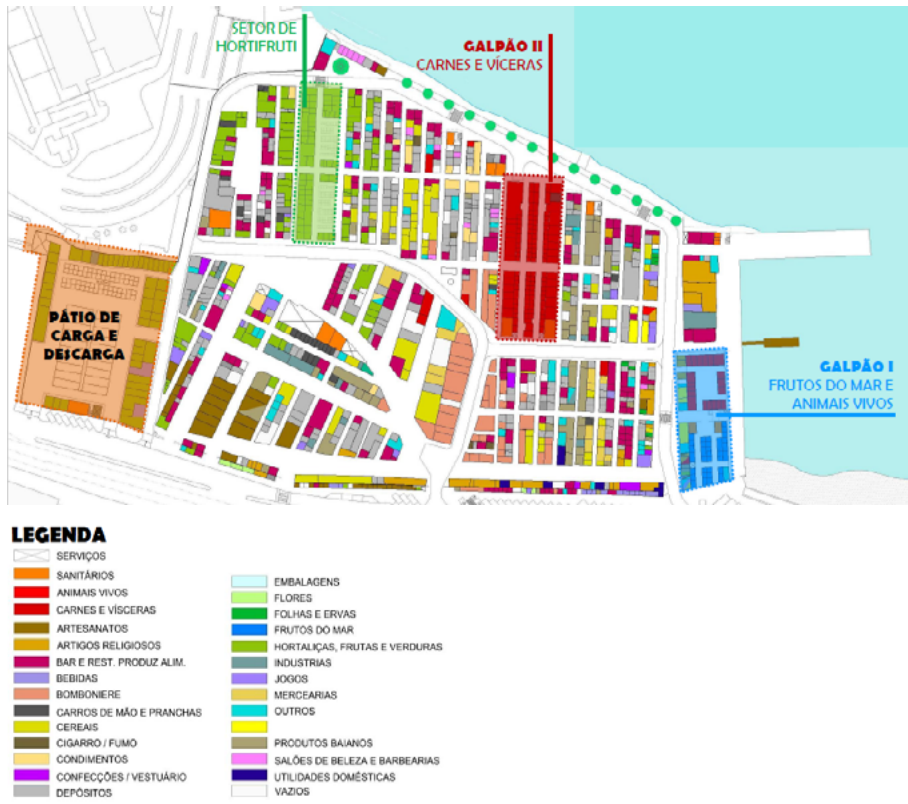 SETOR DE
HORTIFRUTI
GALPÃO II
CARNES E VÍCERAS
PÁTIO DE
CARGA E
DESCARGA
GALPÃO I
FRUTOS DO MAR E
ANIMAIS VIVOS
LEGENDA
SERVIÇOS
SANITÁRIOS
ANIMAIS VIVOS
CARNES E VÍSCERAS
ARTESANATOS
ARTIGOS RELIGIOSOS
BAR E REST. PRODUZ ALIM.
BEBIDAS
BOMBONIERE
CARROS DE MÃO E PRANCHAS
CEREAIS
CIGARRO / FUMO
CONDIMENTOS
CONFECÇÕES / VESTUÁRIO
DEPÓSITOS
EMBALAGENS
FLORES
FOLHAS E ERVAS
FRUTOS DO MAR
HORTALIÇAS, FRUTAS E VERDURAS
INDUSTRIAS
JOGOS
MERCEARIAS
OUTROS
PRODUTOS BAIANOS
SALÕES DE BELEZA E BARBEARIAS
UTILIDADES DOMÉSTICAS
VAZIOS